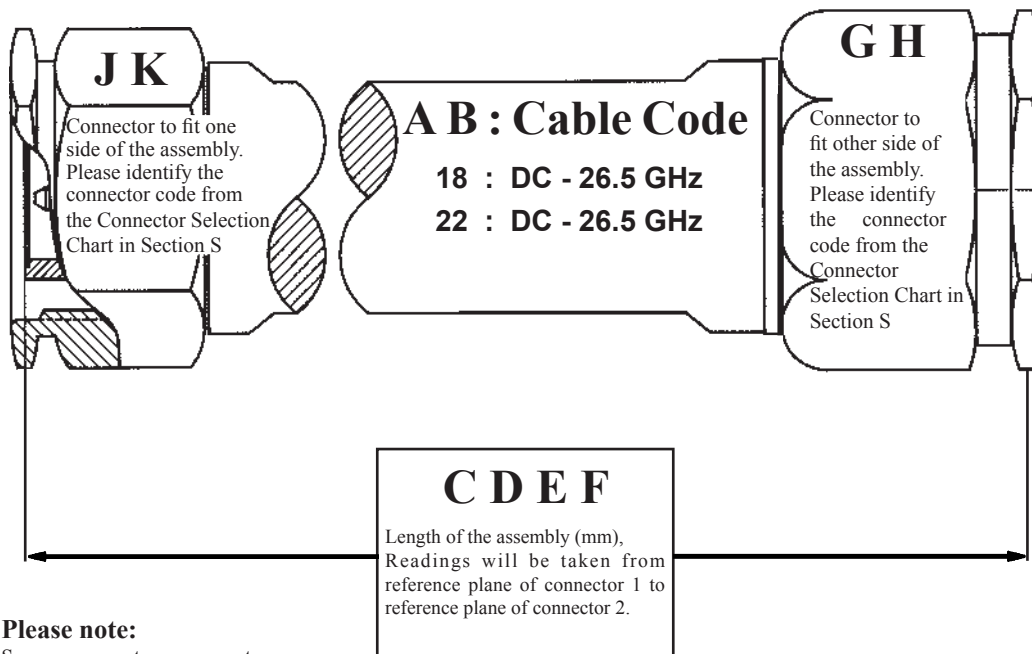 J K
Connector to fit one
side of the assembly.
Please identify the
connector code from
the Connector Selection
Chart in Section S
A B : Cable Code
18 : DC - 26.5 GHz
22 : DC - 26.5 GHz
G H
Connector to
fit other side of
the assembly.
Please identify
the connector
code from the
Connector
Selection Chart in
Section S
C D E F
Length of the assembly (mm),
Readings will be taken from
reference plane of connector 1 to
reference plane of connector 2.
Please note: